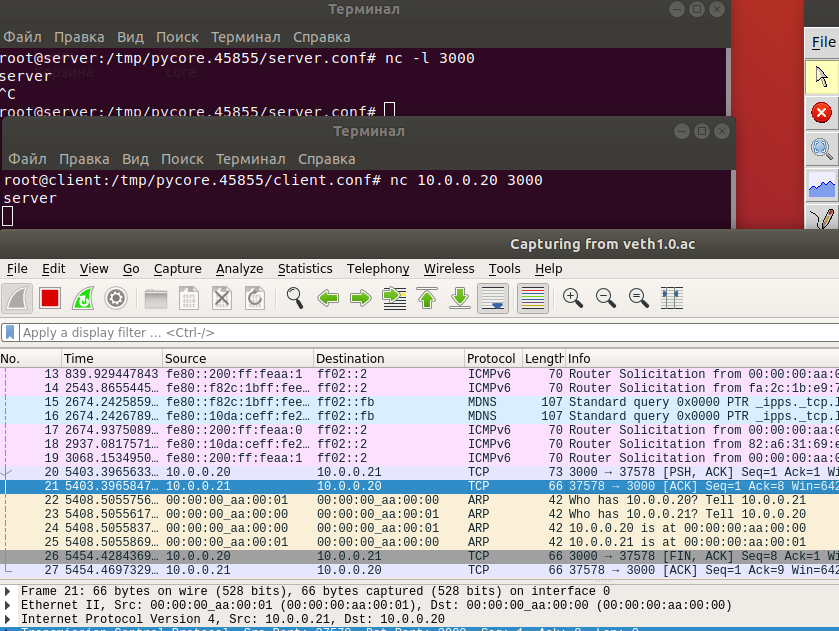 Терминал
Файл Правка Вид Поиск Терминал Справка
root@server:/tmp/pycore.45855/server.conf# nc -l 3000
server
^C
root@server:/tmp/pycore.45855/server.conf#
File
Терминал
Файл Правка Вид Поиск Терминал Справка
root@client:/tmp/pycore.45855/client.conf# nc 10.0.0.20 3000
server
Capturing from veth1.0.ac
File Edit View Go Capture Analyze Statistics Telephony Wireless Tools Help
Apply a display filter ... <Ctrl-/>
No. Time Source Destination Protocol Length Info
13 839.929447843 fe80::200:ff:feaa:1 ff02::2 ICMPv6 70 Router Solicitation from 00:00:00:aa:0
14 2543.8655445... fe80::f82c:1bff:fee... ff02::2 ICMPv6 70 Router Solicitation from fa:2c:1b:e9:7
15 2674.2425859... fe80::f82c:1bff:fee... ff02::fb MDNS 107 Standard query 0x0000 PTR _ipps._tcp.l
16 2674.2426789... fe80::10da:ceff:fe2... ff02::fb MDNS 107 Standard query 0x0000 PTR _ipps._tcp.l
17 2674.9375089... fe80::200:ff:feaa:0 ff02::2 ICMPv6 70 Router Solicitation from 00:00:00:aa:0
18 2937.0817571... fe80::10da:ceff:fe2... ff02::2 ICMPv6 70 Router Solicitation from 82:a6:31:69:e
19 3068.1534950... fe80::200:ff:feaa:1 ff02::2 ICMPv6 70 Router Solicitation from 00:00:00:aa:0
20 5403.3965633... 10.0.0.20 10.0.0.21 TCP 73 3000 → 37578 [PSH, ACK] Seq=1 Ack=1 Wi
21 5403.3965847... 10.0.0.21 10.0.0.20 TCP 66 37578 → 3000 [ACK] Seq=1 Ack=8 Win=642
22 5408.5055756... 00:00:00_aa:00:01 00:00:00_aa:00:00 ARP 42 Who has 10.0.0.20? Tell 10.0.0.21
23 5408.5055617... 00:00:00_aa:00:00 00:00:00_aa:00:01 ARP 42 Who has 10.0.0.21? Tell 10.0.0.20
24 5408.5055837... 00:00:00_aa:00:00 00:00:00_aa:00:01 ARP 42 10.0.0.20 is at 00:00:00:aa:00:00
25 5408.5055869... 00:00:00_aa:00:01 00:00:00_aa:00:00 ARP 42 10.0.0.21 is at 00:00:00:aa:00:01
26 5454.4284369... 10.0.0.20 10.0.0.21 TCP 66 3000 → 37578 [FIN, ACK] Seq=8 Ack=1 Wi
27 5454.4697329... 10.0.0.21 10.0.0.20 TCP 66 37578 → 3000 [ACK] Seq=1 Ack=9 Win=642
Frame 21: 66 bytes on wire (528 bits), 66 bytes captured (528 bits) on interface 0
Ethernet II, Src: 00:00:00_aa:00:01 (00:00:00:aa:00:01), Dst: 00:00:00_aa:00:00 (00:00:00:aa:00:00)
Internet Protocol Version 4, Src: 10.0.0.21, Dst: 10.0.0.20